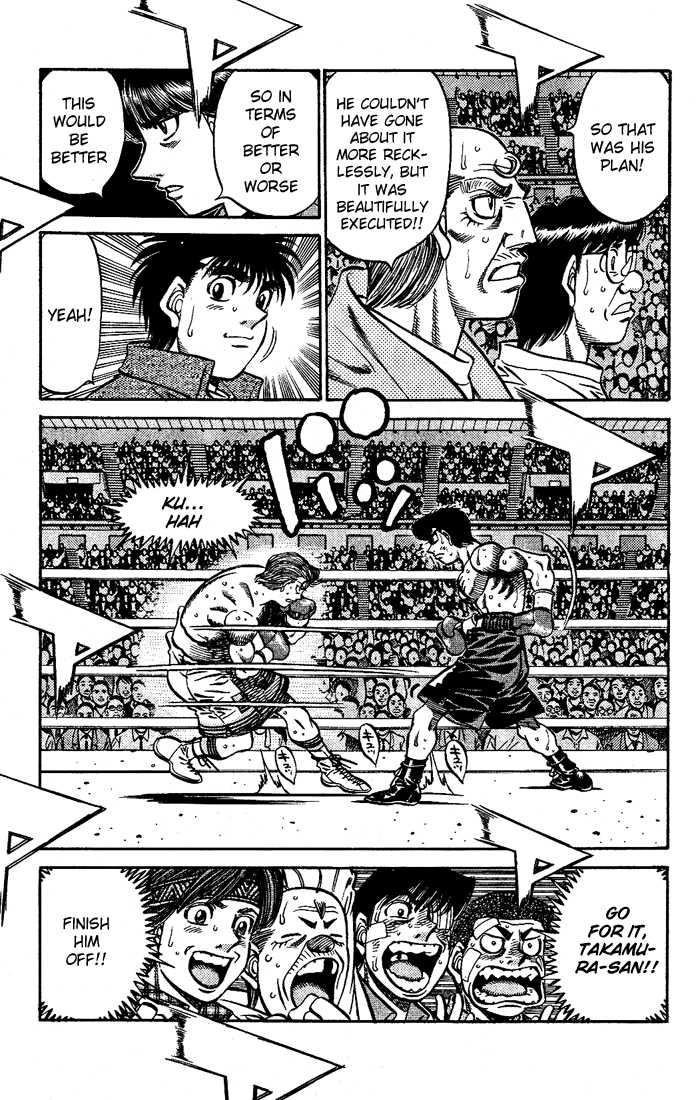 SO THAT
WAS HIS
PLAN!
HE COULDN'T
HAVE GONE
ABOUT IT
MORE RECK-
LESSLY, BUT
IT WAS
BEAUTIFULLY
EXECUTED!!
SO IN
TERMS
OF
BETTER
OR
WORSE
THIS
WOULD
BE
BETTER
YEAH!
KU...
HAH
GO
FOR IT,
TAKAMU-
RA-SAN!!
FINISH
HIM
OFF!!